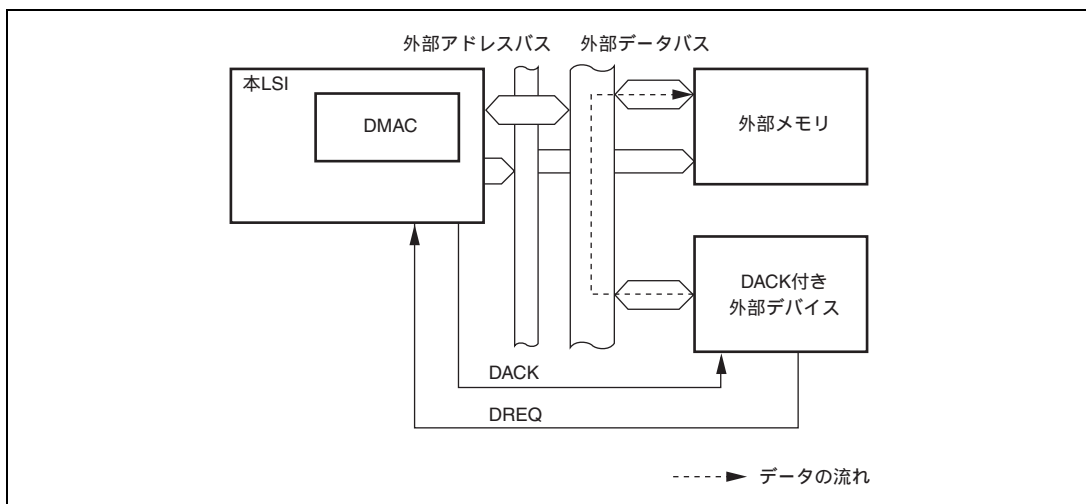 外部アドレスバス
外部データバス
本LSI
DMAC
外部メモリ
DACK付き
外部デバイス
DACK
DREQ
データの流れ